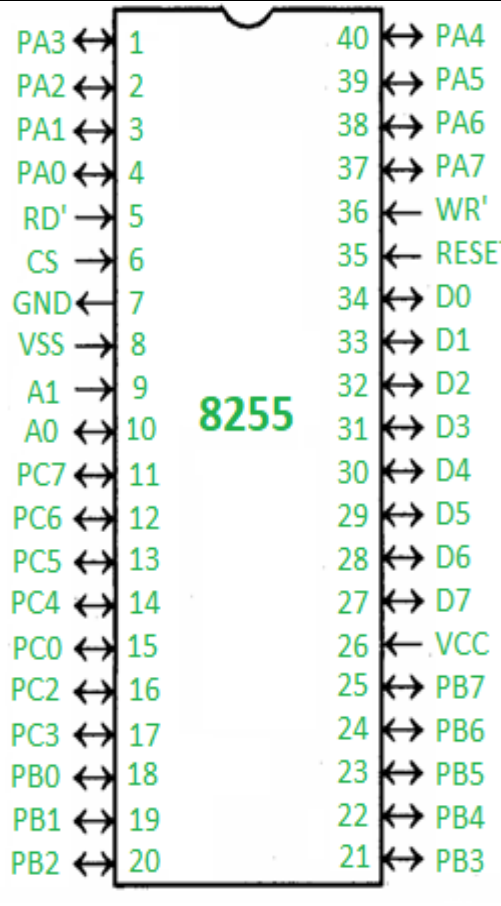 PA3 1 40 PA4
PA2 2 39 PA5
PA1 3 38 PA6
PA0 4 37 PA7
RD' 5 36 WR'
CS 6 35 RESET
GND 7 34 D0
VSS 8 33 D1
A1 9 32 D2
8255
A0 10 31 D3
PC7 11 30 D4
PC6 12 29 D5
PC5 13 28 D6
PC4 14 27 D7
PC0 15 26 VCC
PC2 16 25 PB7
PC3 17 24 PB6
PB0 18 23 PB5
PB1 19 22 PB4
PB2 20 21 PB3